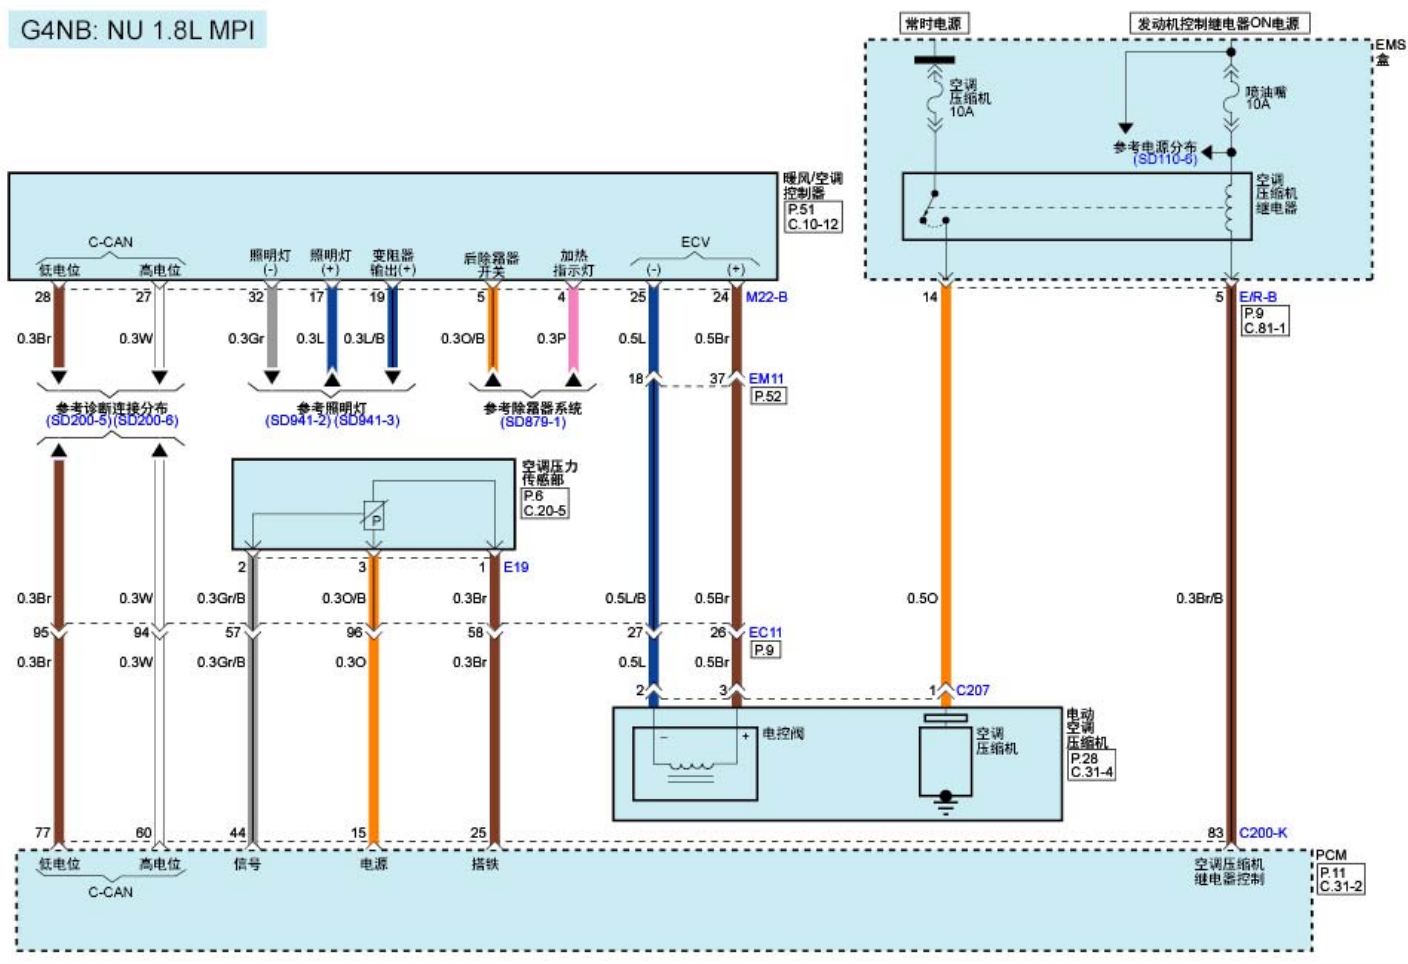 G4NB: NU 1.8L MPI
常时电源
发动机控制继电器ON电源
EMS
盒
空调
压缩机
10A
喷油嘴
10A
参考电源分布
(SD110-6)
空调
压缩机
继电器
暖风/空调
控制器
P.51
C.10-12
C-CAN
低电位
高电位
照明灯
(-)
照明灯
(+)
变阻器
输出(+)
后除霜器
开关
加热
指示灯
ECV
(-)
(+)
28
27
32
17
19
5
4
25
24
M22-B
14
5
E/R-B
P.9
C.81-1
0.3Br
0.3W
0.3Gr
0.3L
0.3L/B
0.3O/B
0.3P
0.5L
0.5Br
18
37
EM11
P.52
参考诊断连接分布
(SD200-5)(SD200-6)
参考照明灯
(SD941-2)(SD941-3)
参考除霜器系统
(SD879-1)
空调压力
传感部
P.6
C.20-5
P
2
3
1
E19
0.3Br
0.3W
0.3Gr/B
0.3O/B
0.3Br
0.5L/B
0.5Br
0.5O
0.3Br/B
95
94
57
96
58
27
26
EC11
P.9
0.3Br
0.3W
0.3Gr/B
0.3O
0.3Br
0.5L
0.5Br
2
3
1
C207
电控阀
-
+
空调
压缩机
电动
空调
压缩机
P.28
C.31-4
77
60
44
15
25
83
C200-K
低电位
高电位
信号
电源
搭铁
空调压缩机
继电器控制
C-CAN
PCM
P.11
C.31-2